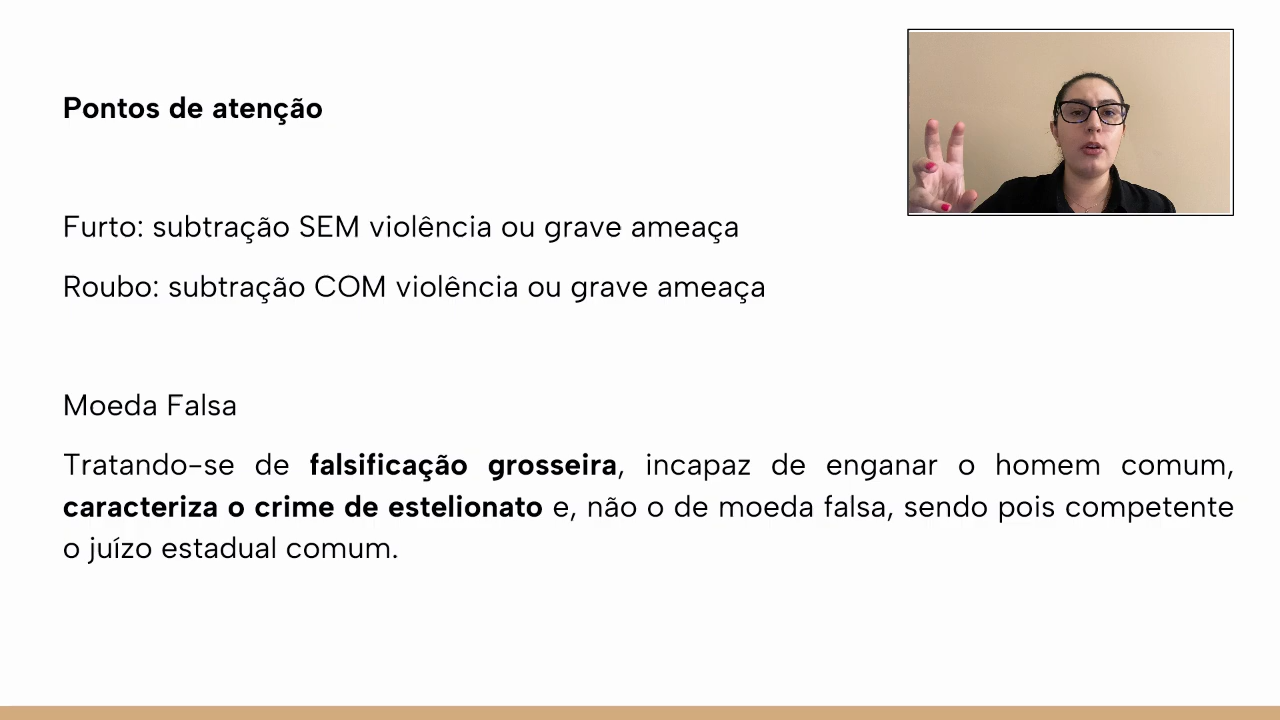 Pontos de atenção
Furto: subtração SEM violência ou grave ameaça
Roubo: subtração COM violência ou grave ameaça
Moeda Falsa
Tratando-se de falsificação grosseira, incapaz de enganar o homem comum,
caracteriza o crime de estelionato e, não o de moeda falsa, sendo pois competente
o juízo estadual comum.